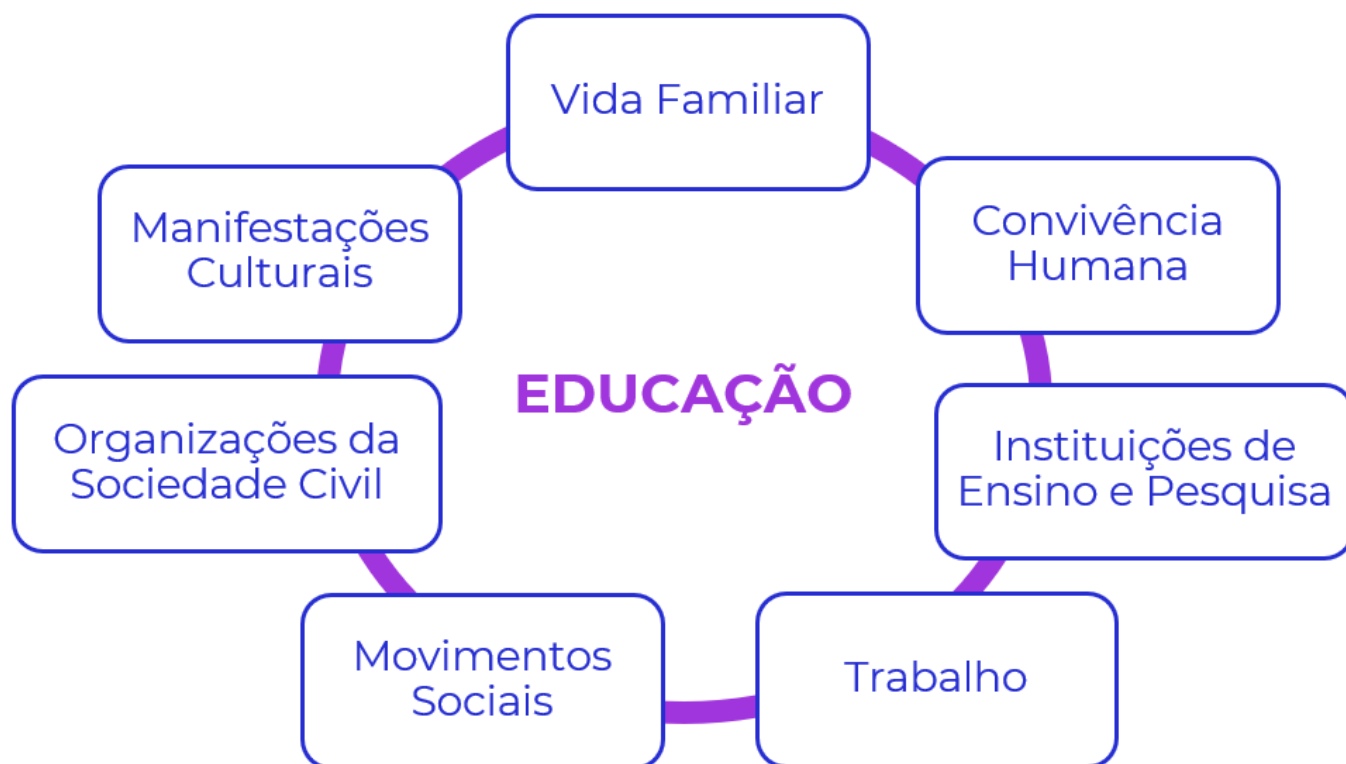 Vida Familiar
Convivência
Humana
Instituições de
Ensino e Pesquisa
Trabalho
Movimentos
Sociais
Organizações da
Sociedade Civil
Manifestações
Culturais
EDUCAÇÃO